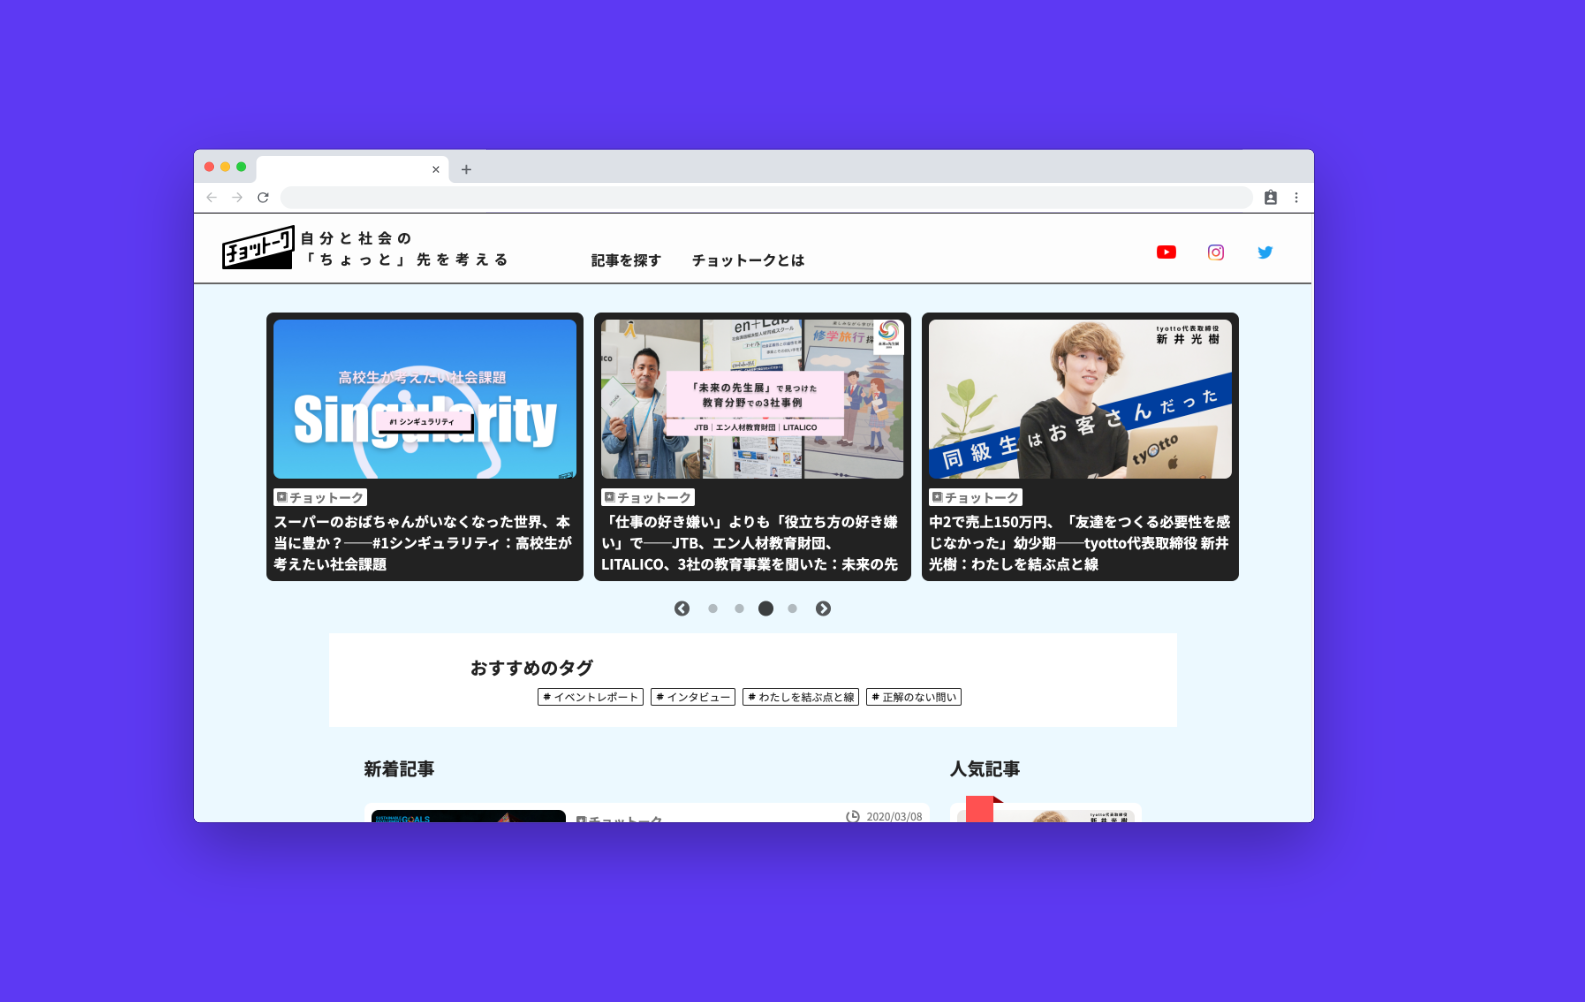 チョットーク
自分と社会の
「ちょっと」先を考える
記事を探す
チョットークとは
高校生が考えたい社会課題
Singularity
#1 シンギュラリティ
チョットーク
スーパーのおばちゃんがいなくなった世界、本
当に豊か？――#1シンギュラリティ：高校生が
考えたい社会課題
en+Lab
修学旅行
「未来の先生展」で見つけた
教育分野での3社事例
JTB｜エン人材教育財団｜LITALICO
チョットーク
「仕事の好き嫌い」よりも「役立ち方の好き嫌
い」で――JTB、エン人材教育財団、
LITALICO、3社の教育事業を聞いた：未来の先
tyotto代表取締役
新井光樹
同級生はお客さんだった
tyotto
チョットーク
中2で売上150万円、「友達をつくる必要性を感
じなかった」幼少期――tyotto代表取締役 新井
光樹：わたしを結ぶ点と線
おすすめのタグ
# イベントレポート
# インタビュー
# わたしを結ぶ点と線
# 正解のない問い
新着記事
人気記事
GOALS
チョットーク
2020/03/08
tyotto代表取締役
新井光樹